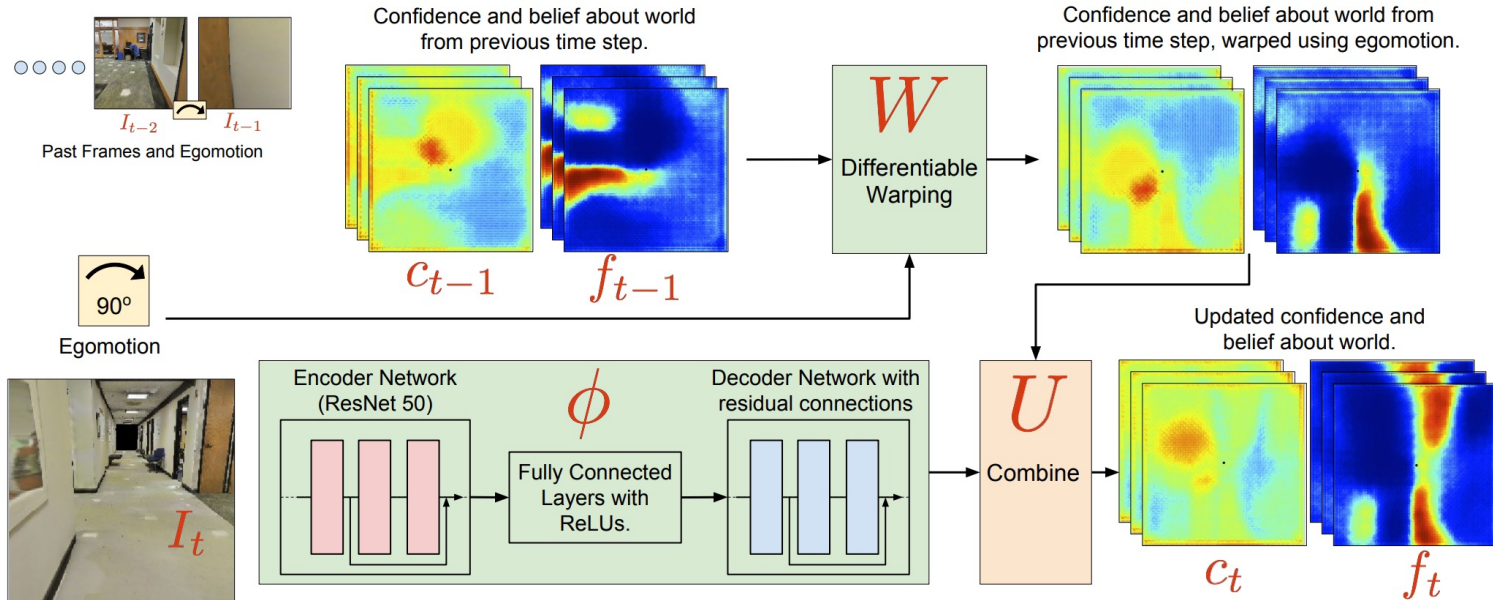 Confidence and belief about world
from previous time step.
Confidence and belief about world from
previous time step, warped using egomotion.
I_{t-2}
I_{t-1}
Past Frames and Egomotion
W
Differentiable
Warping
c_{t-1}
f_{t-1}
90º
Egomotion
Updated confidence and
belief about world.
I_t
Encoder Network
(ResNet 50)
ϕ
Fully Connected
Layers with
ReLUs.
Decoder Network with
residual connections
U
Combine
c_t
f_t